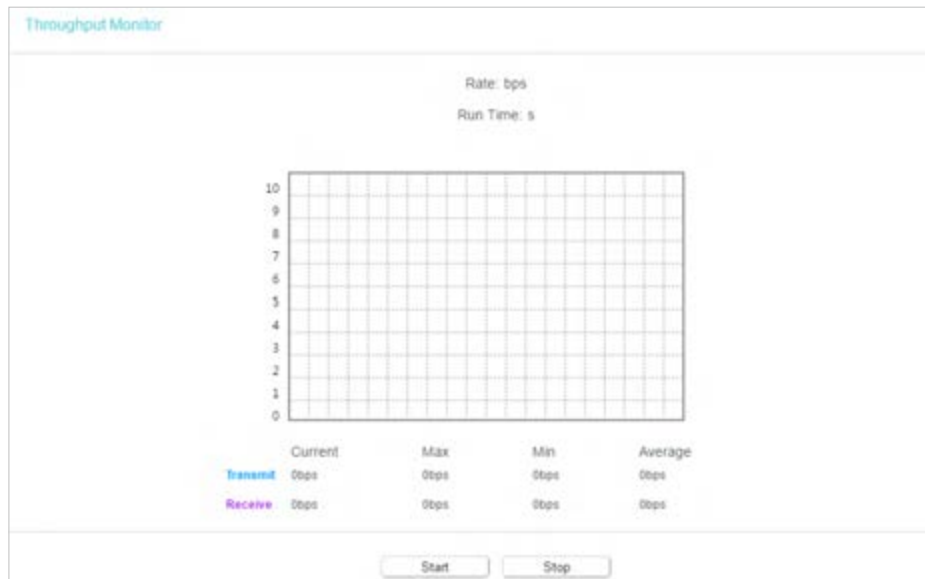 Throughput Monitor
Rate: bps
Run Time: s
10
9
8
7
6
5
4
3
2
1
0
Current Max Min Average
Transmit 0bps 0bps 0bps 0bps
Receive 0bps 0bps 0bps 0bps
Start Stop